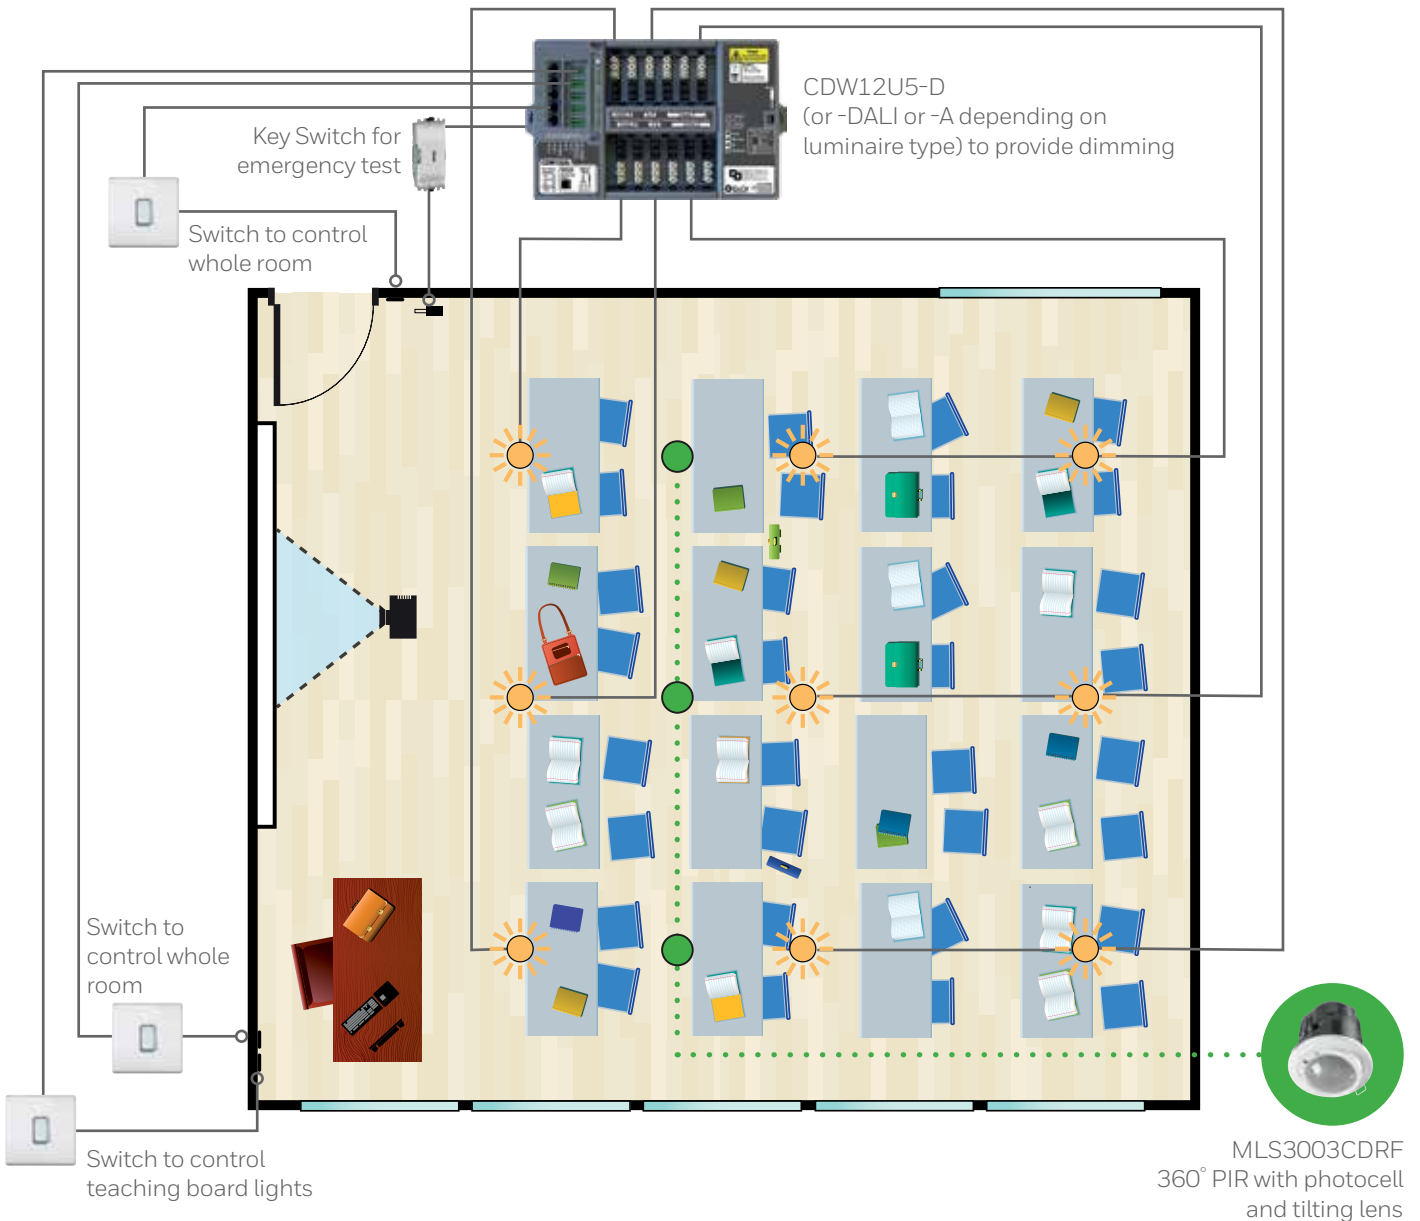 CDW12U5-D
(or -DALI or -A depending on
luminaire type) to provide dimming
Key Switch for
emergency test
Switch to control
whole room
Switch to
control whole
room
Switch to control
teaching board lights
MLS3003CDRF
360° PIR with photocell
and tilting lens